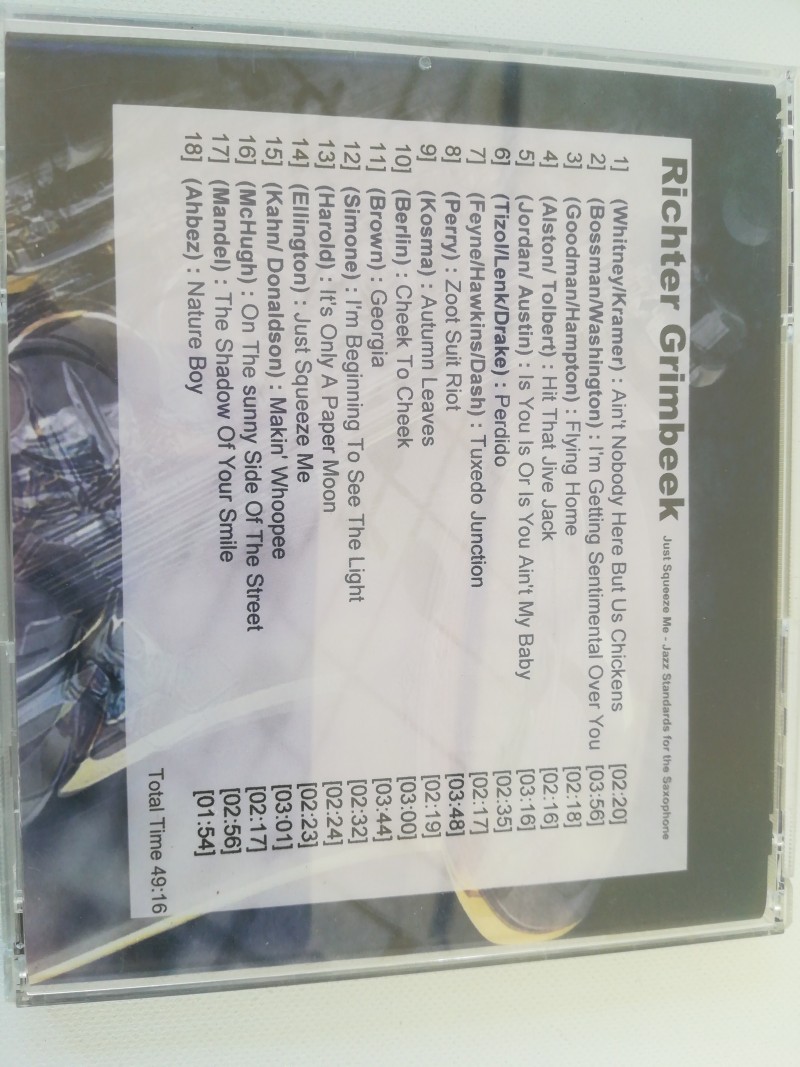 Richter Grimbeek Just Squeeze Me - Jazz Standards for the Saxophone
1] (Whitney/Kramer) : Ain't Nobody Here But Us Chickens [02:20]
2] (Bossman/Washington) : I'm Getting Sentimental Over You [03:56]
3] (Goodman/Hampton) : Flying Home [02:18]
4] (Alston/ Tolbert) : Hit That Jive Jack [02:16]
5] (Jordan/ Austin) : Is You Is Or Is You Ain't My Baby [03:16]
6] (Tizol/Lenk/Drake) : Perdido [02:35]
7] (Feyne/Hawkins/Dash) : Tuxedo Junction [02:17]
8] (Perry) : Zoot Suit Riot [03:48]
9] (Kosma) : Autumn Leaves [02:19]
10] (Berlin) : Cheek To Cheek [03:00]
11] (Brown) : Georgia [03:44]
12] (Simone) : I'm Beginning To See The Light [02:32]
13] (Harold) : It's Only A Paper Moon [02:24]
14] (Ellington) : Just Squeeze Me [02:23]
15] (Kahn/ Donaldson) : Makin' Whoopee [03:01]
16] (McHugh) : On The sunny Side Of The Street [02:17]
17] (Mandel) : The Shadow Of Your Smile [02:56]
18] (Ahbez) : Nature Boy [01:54]
Total Time 49:16